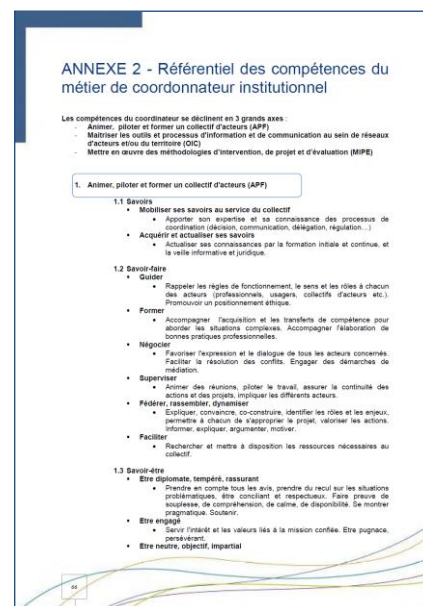 ANNEXE 2 - Référentiel des compétences du
métier de coordonnateur institutionnel
Les compétences du coordinateur se déclinent en 3 grands axes :
- Animer, piloter et former un collectif d'acteurs (APF)
- Maitriser les outils et processus d'information et de communication au sein de réseaux
d'acteurs et/ou du territoire (OIC)
- Mettre en œuvre des méthodologies d'intervention, de projet et d'évaluation (MIPE)
1. Animer, piloter et former un collectif d'acteurs (APF)
1.1 Savoirs
• Mobiliser ses savoirs au service du collectif
• Apporter son expertise et sa connaissance des processus de
coordination (décision, communication, délégation, régulation…)
• Acquérir et actualiser ses savoirs
• Actualiser ses connaissances par la formation initiale et continue, et
la veille informative et juridique.
1.2 Savoir-faire
• Guider
• Rappeler les règles de fonctionnement, le sens et les rôles à chacun
des acteurs (professionnels, usagers, collectifs d'acteurs etc.).
Promouvoir un positionnement éthique.
• Former
• Accompagner l'acquisition et les transferts de compétence pour
aborder les situations complexes. Accompagner l'élaboration de
bonnes pratiques professionnelles.
• Négocier
• Favoriser l'expression et le dialogue de tous les acteurs concernés.
Faciliter la résolution des conflits. Engager des démarches de
médiation.
• Superviser
• Animer des réunions, piloter le travail, assurer la continuité des
actions et des projets, impliquer les différents acteurs.
• Fédérer, rassembler, dynamiser
• Expliquer, convaincre, co-construire, identifier les rôles et les enjeux,
permettre à chacun de s'approprier le projet, valoriser les actions.
Informer, expliquer, argumenter, motiver.
• Faciliter
• Rechercher et mettre à disposition les ressources nécessaires au
collectif.
1.3 Savoir-être
• Etre diplomate, tempéré, rassurant
• Prendre en compte tous les avis, prendre du recul sur les situations
problématiques, être conciliant et respectueux. Faire preuve de
souplesse, de compréhension, de calme, de disponibilité. Se montrer
pragmatique. Soutenir.
• Etre engagé
• Servir l'intérêt et les valeurs liés à la mission confiée. Etre pugnace,
persévérant.
• Etre neutre, objectif, impartial
66